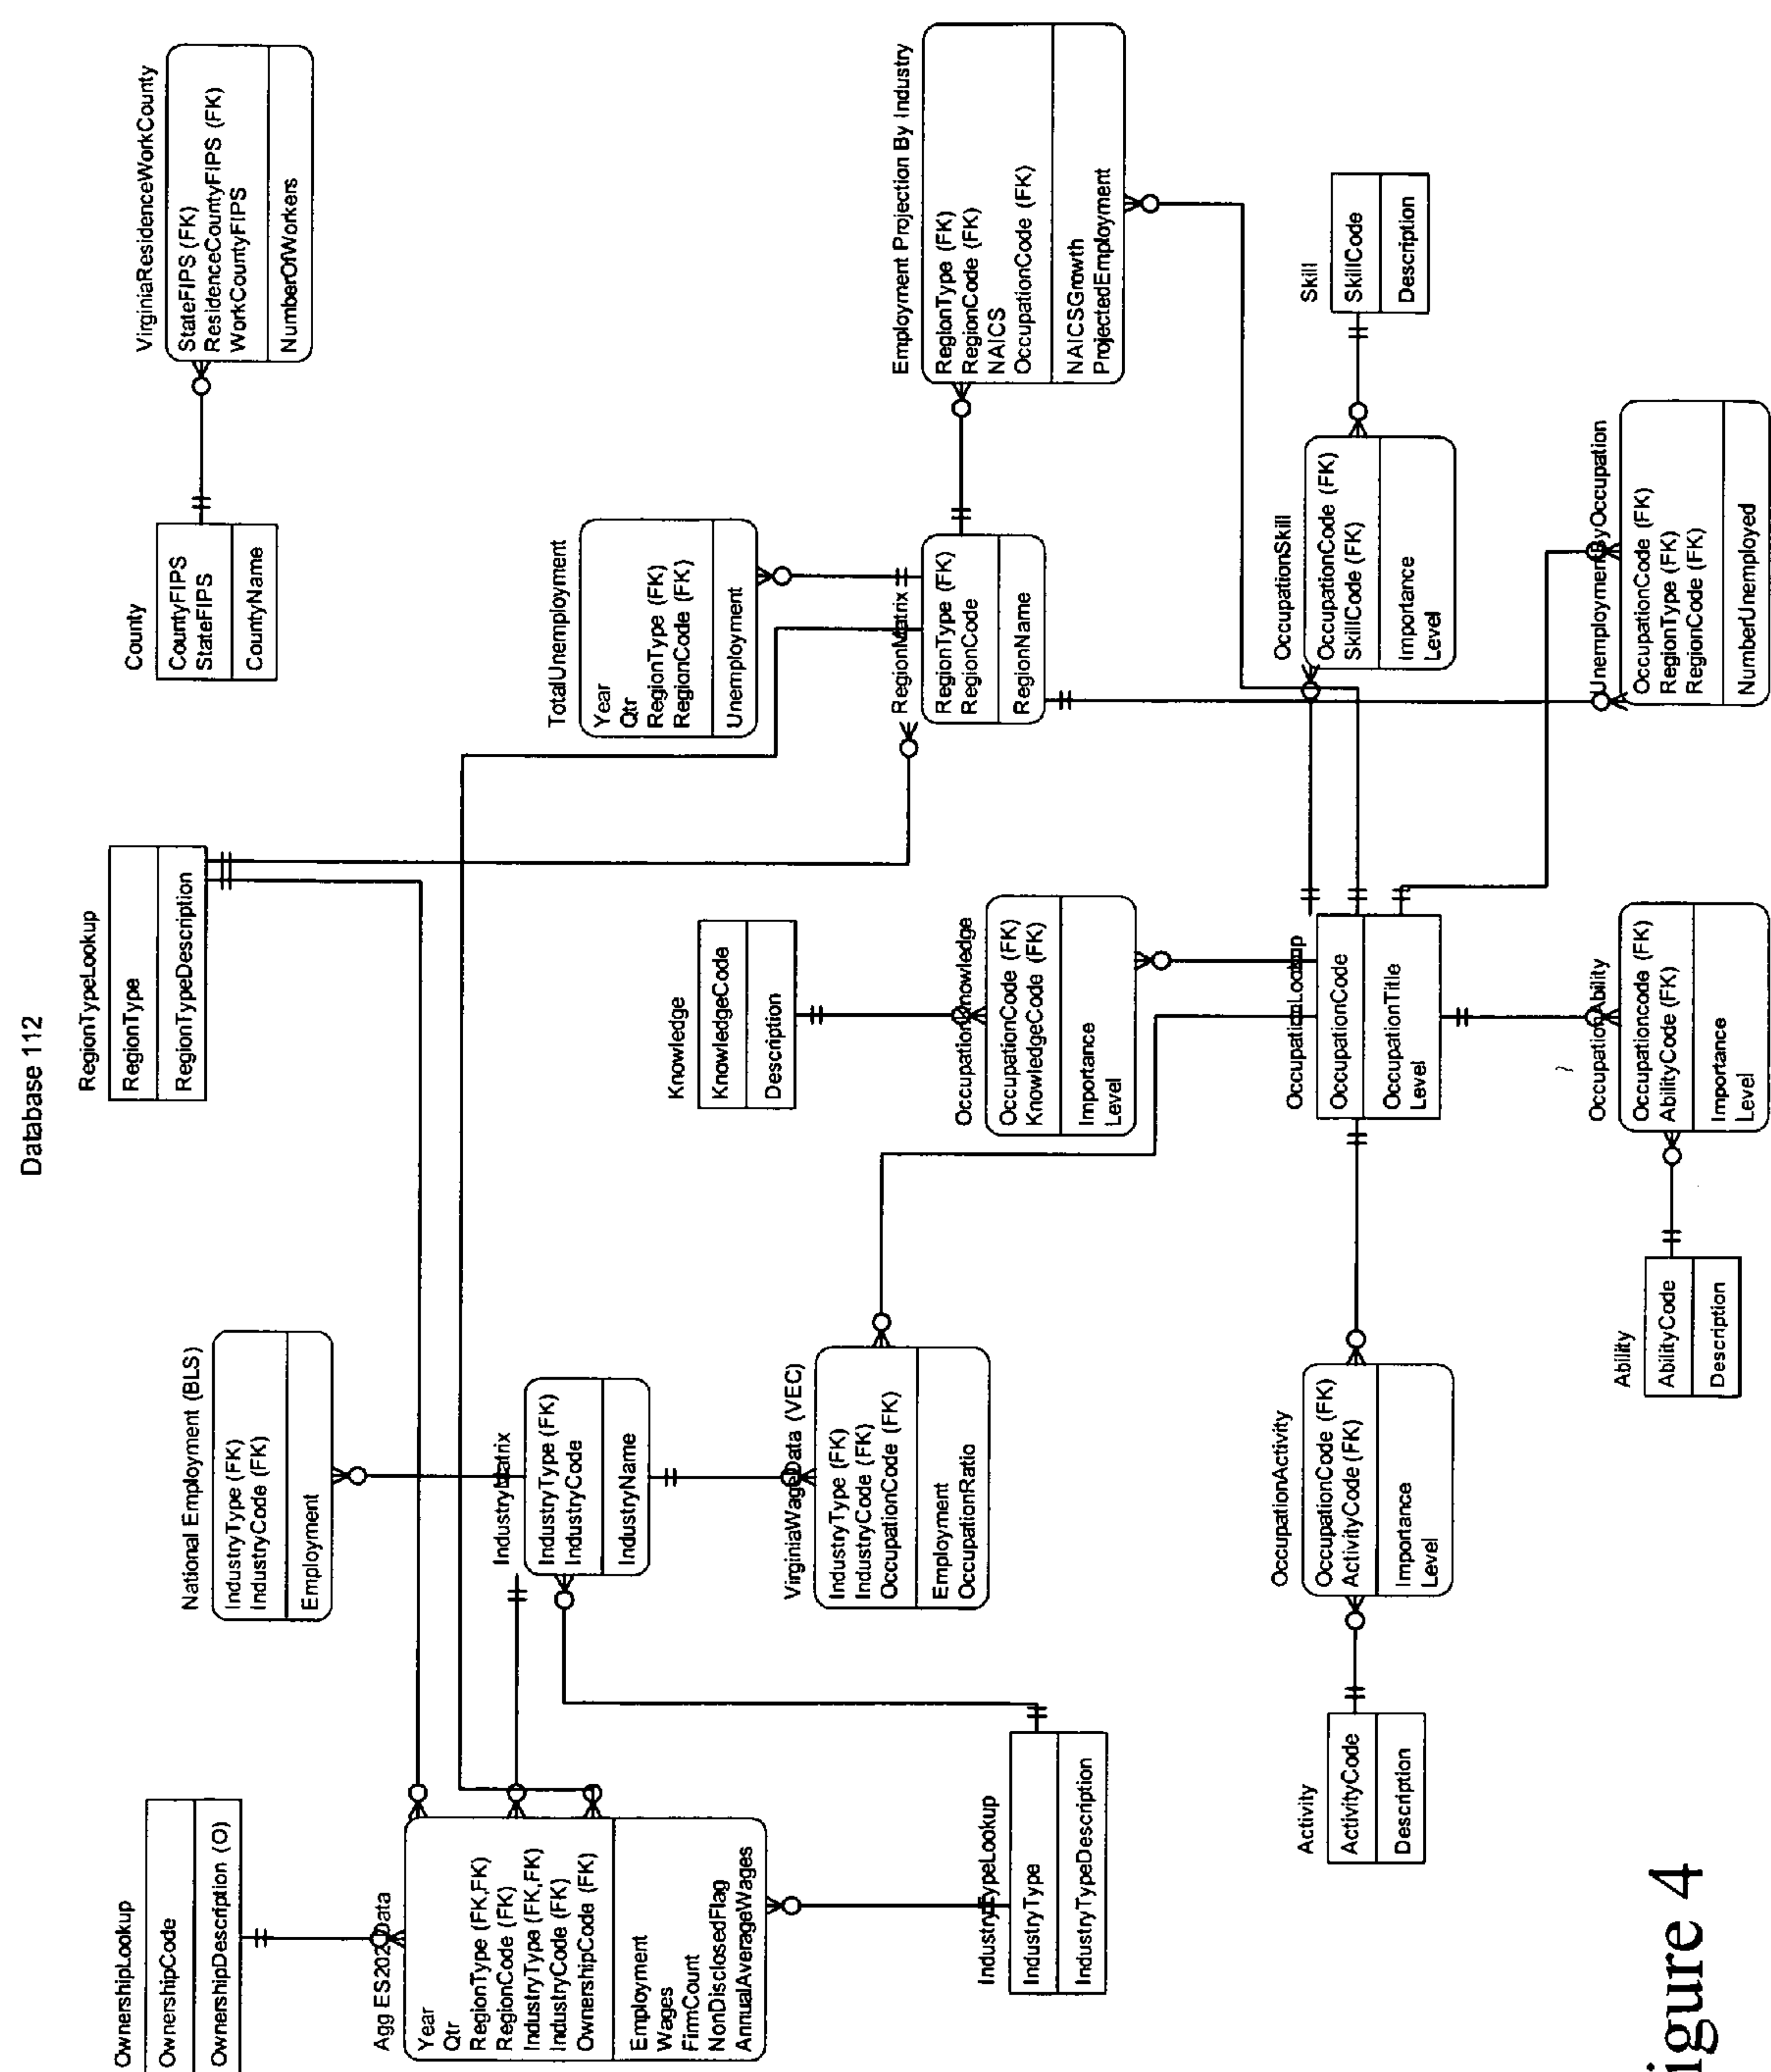 Database 112
OwnershipLookup
OwnershipCode
OwnershipDescription (O)
RegionTypeLookup
RegionType
RegionTypeDescription
County
CountyFIPS
StateFIPS
CountyName
VirginiaResidenceWorkCounty
StateFIPS (FK)
ResidenceCountyFIPS (FK)
WorkCountyFIPS
NumberOfWorkers
National Employment (BLS)
IndustryType (FK)
IndustryCode (FK)
Employment
Agg ES202 Data
Year
Qtr
RegionType (FK,FK)
RegionCode (FK)
IndustryType (FK,FK)
IndustryCode (FK)
OwnershipCode (FK)
Employment
Wages
FirmCount
NonDisclosedFlag
AnnualAverageWages
IndustryMatrix
IndustryType (FK)
IndustryCode
IndustryName
TotalUnemployment
Year
Qtr
RegionType (FK)
RegionCode (FK)
Unemployment
Knowledge
KnowledgeCode
Description
VirginiaWageData (VEC)
IndustryType (FK)
IndustryCode (FK)
OccupationCode (FK)
Employment
OccupationRatio
RegionMatrix
RegionType (FK)
RegionCode
RegionName
Employment Projection By Industry
RegionType (FK)
RegionCode (FK)
NAICS
OccupationCode (FK)
NAICSGrowth
ProjectedEmployment
OccupationKnowledge
OccupationCode (FK)
KnowledgeCode (FK)
Importance
Level
IndustryTypeLookup
IndustryType
IndustryTypeDescription
OccupationActivity
OccupationCode (FK)
ActivityCode (FK)
Importance
Level
OccupationLookup
OccupationCode
OccupationTitle
Level
OccupationSkill
OccupationCode (FK)
SkillCode (FK)
Importance
Level
Skill
SkillCode
Description
Activity
ActivityCode
Description
Ability
AbilityCode
Description
OccupationAbility
Occupationcode (FK)
AbilityCode (FK)
Importance
Level
UnemploymentByOccupation
OccupationCode (FK)
RegionType (FK)
RegionCode (FK)
NumberUnemployed
igure 4